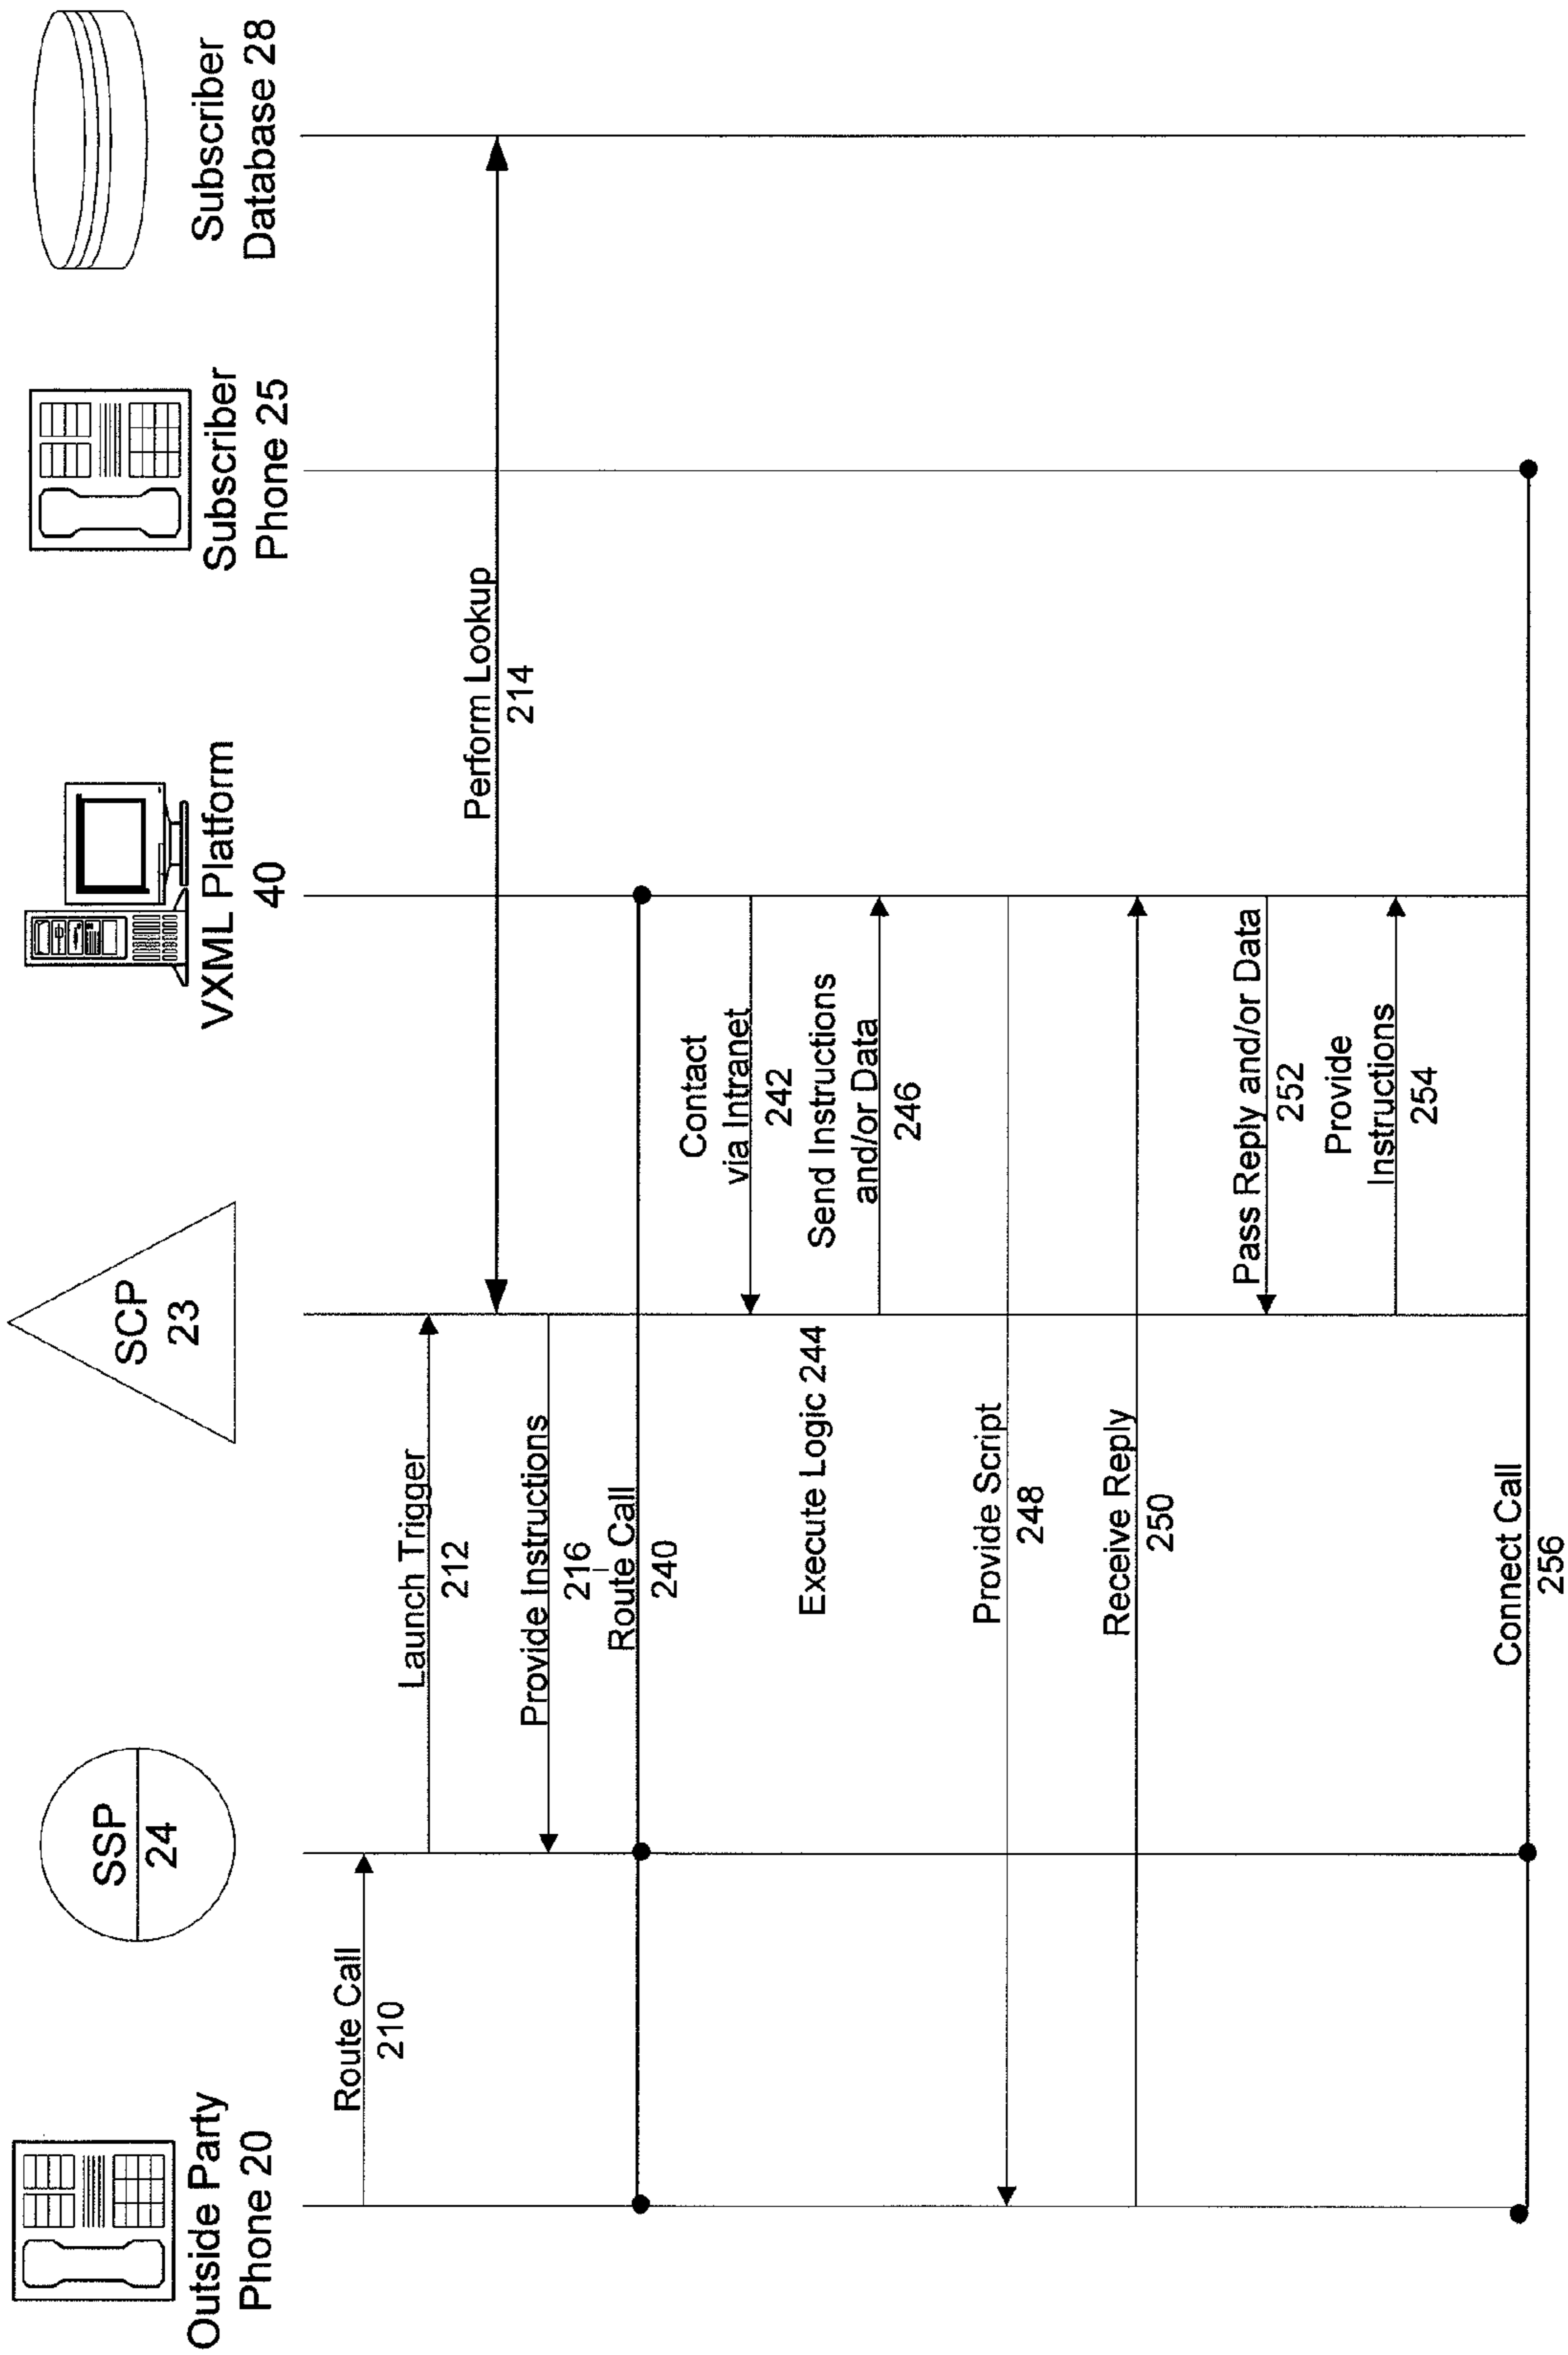 Outside Party
Phone 20
SSP
24
SCP
23
VXML Platform
40
Subscriber
Phone 25
Subscriber
Database 28
Route Call
210
Launch Trigger
212
Perform Lookup
214
Provide Instructions
216
Route Call
240
Contact
via Intranet
242
Execute Logic 244
Send Instructions
and/or Data
246
Provide Script
248
Receive Reply
250
Pass Reply and/or Data
252
Provide
Instructions
254
Connect Call
256